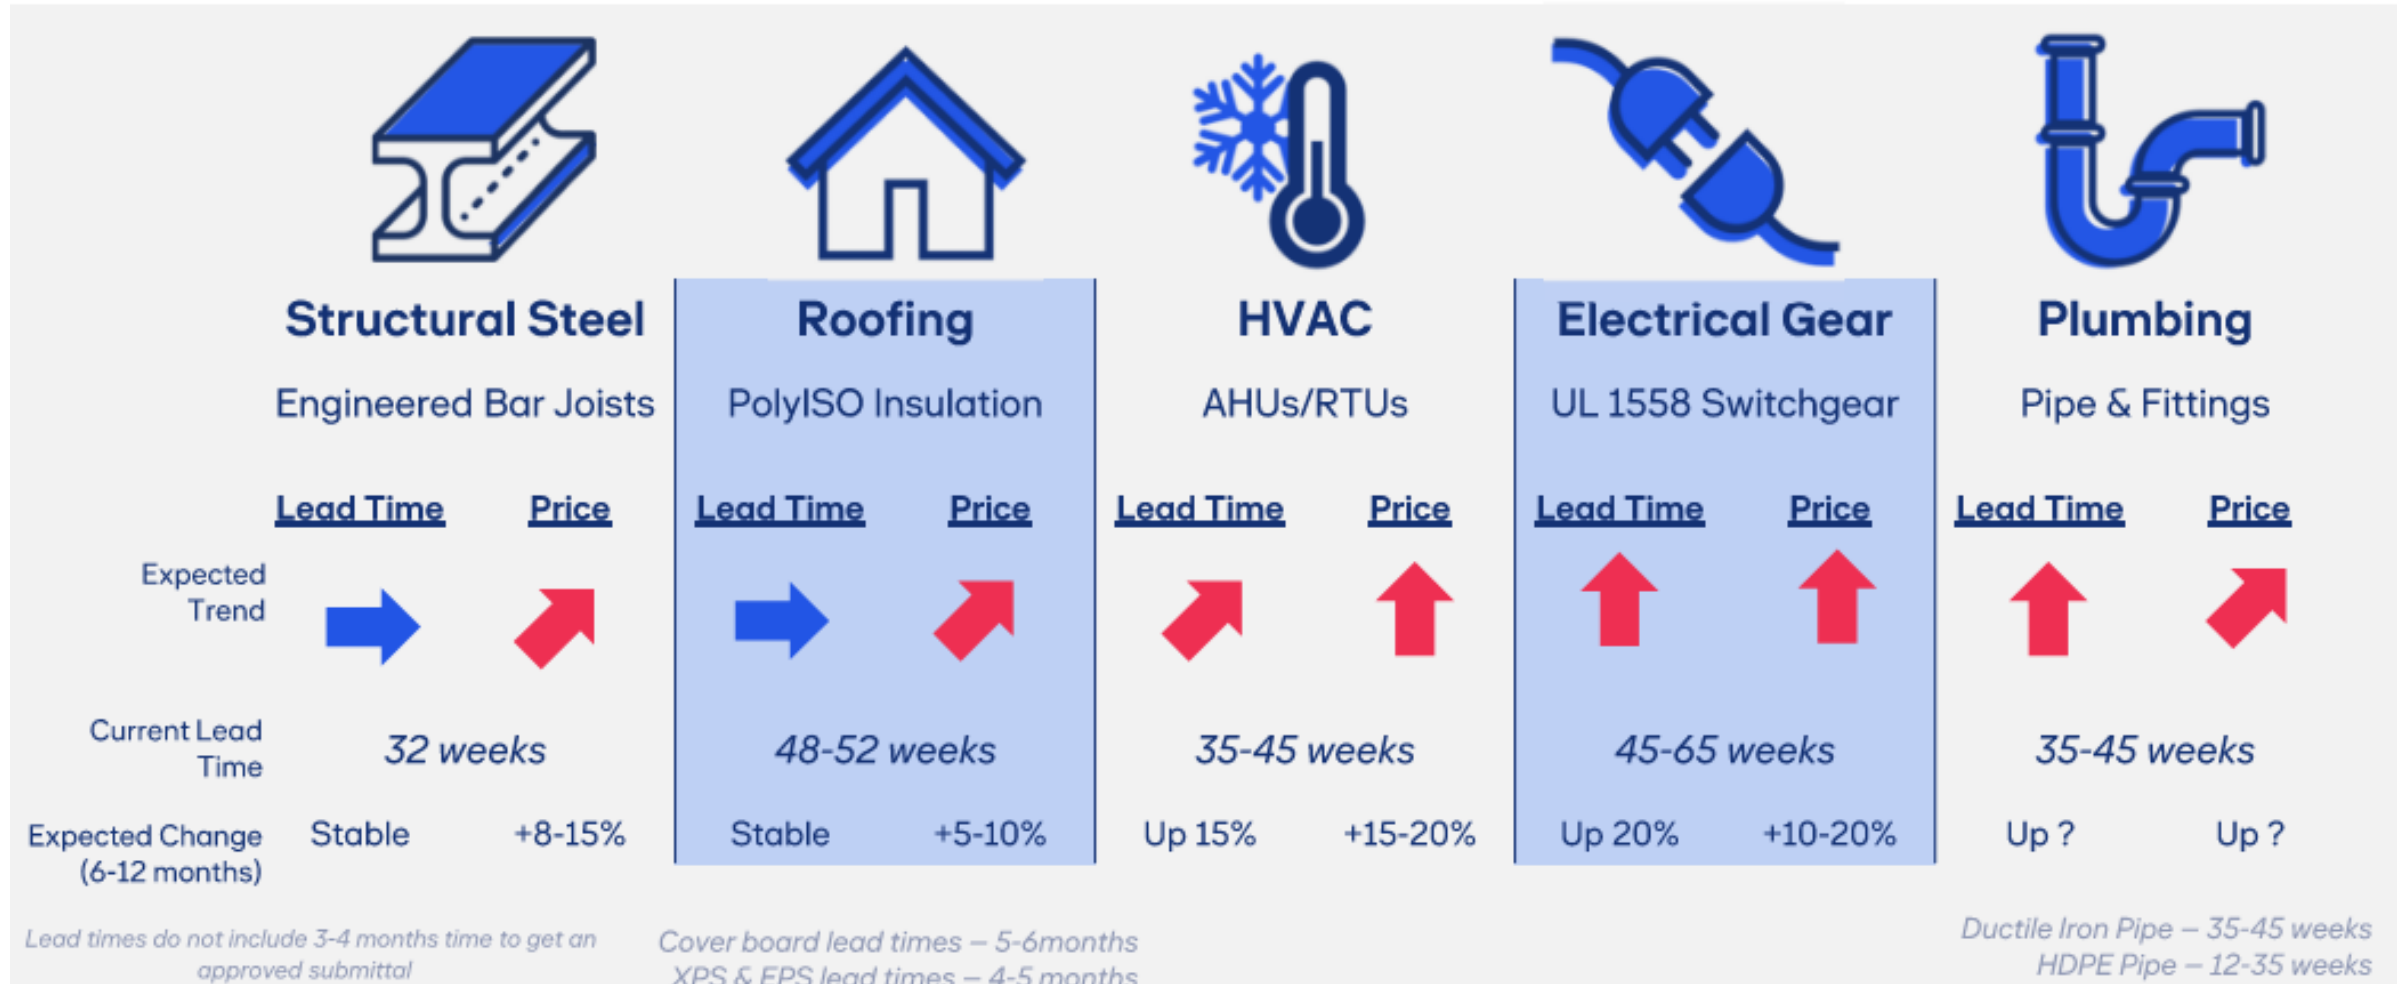 Structural Steel
Roofing
HVAC
Electrical Gear
Plumbing
Engineered Bar Joists
PolyISO Insulation
AHUs/RTUs
UL 1558 Switchgear
Pipe & Fittings
Lead Time Price
Lead Time Price
Lead Time Price
Lead Time Price
Lead Time Price
Expected
Trend
Current Lead
Time
32 weeks
48-52 weeks
35-45 weeks
45-65 weeks
35-45 weeks
Expected Change
(6-12 months)
Stable +8-15%
Stable +5-10%
Up 15% +15-20%
Up 20% +10-20%
Up ? Up ?
Lead times do not include 3-4 months time to get an
approved submittal
Cover board lead times – 5-6months
XPS & EPS lead times – 4-5 months
Ductile Iron Pipe – 35-45 weeks
HDPE Pipe – 12-35 weeks